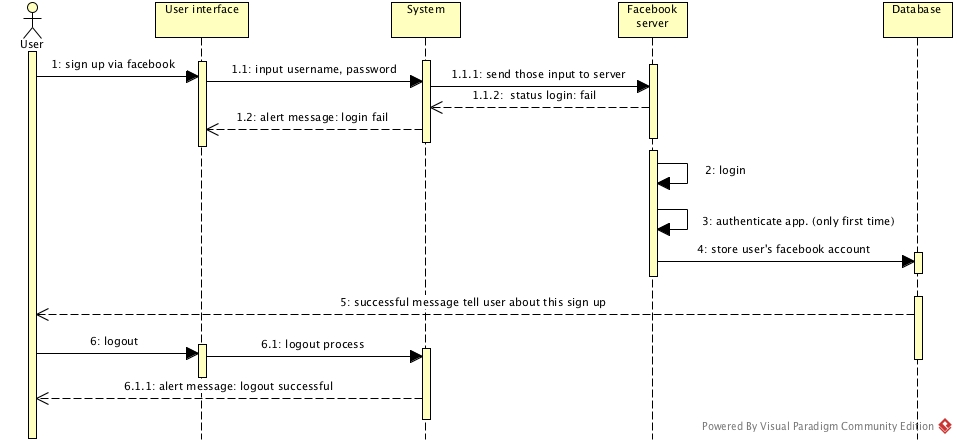 User interface
System
Facebook
server
Database
User
1: sign up via facebook
1.1: input username, password
1.1.1: send those input to server
1.1.2:  status login: fail
1.2: alert message: login fail
2: login
3: authenticate app. (only first time)
4: store user's facebook account
5: successful message tell user about this sign up
6: logout
6.1: logout process
6.1.1: alert message: logout successful
Powered By Visual Paradigm Community Edition